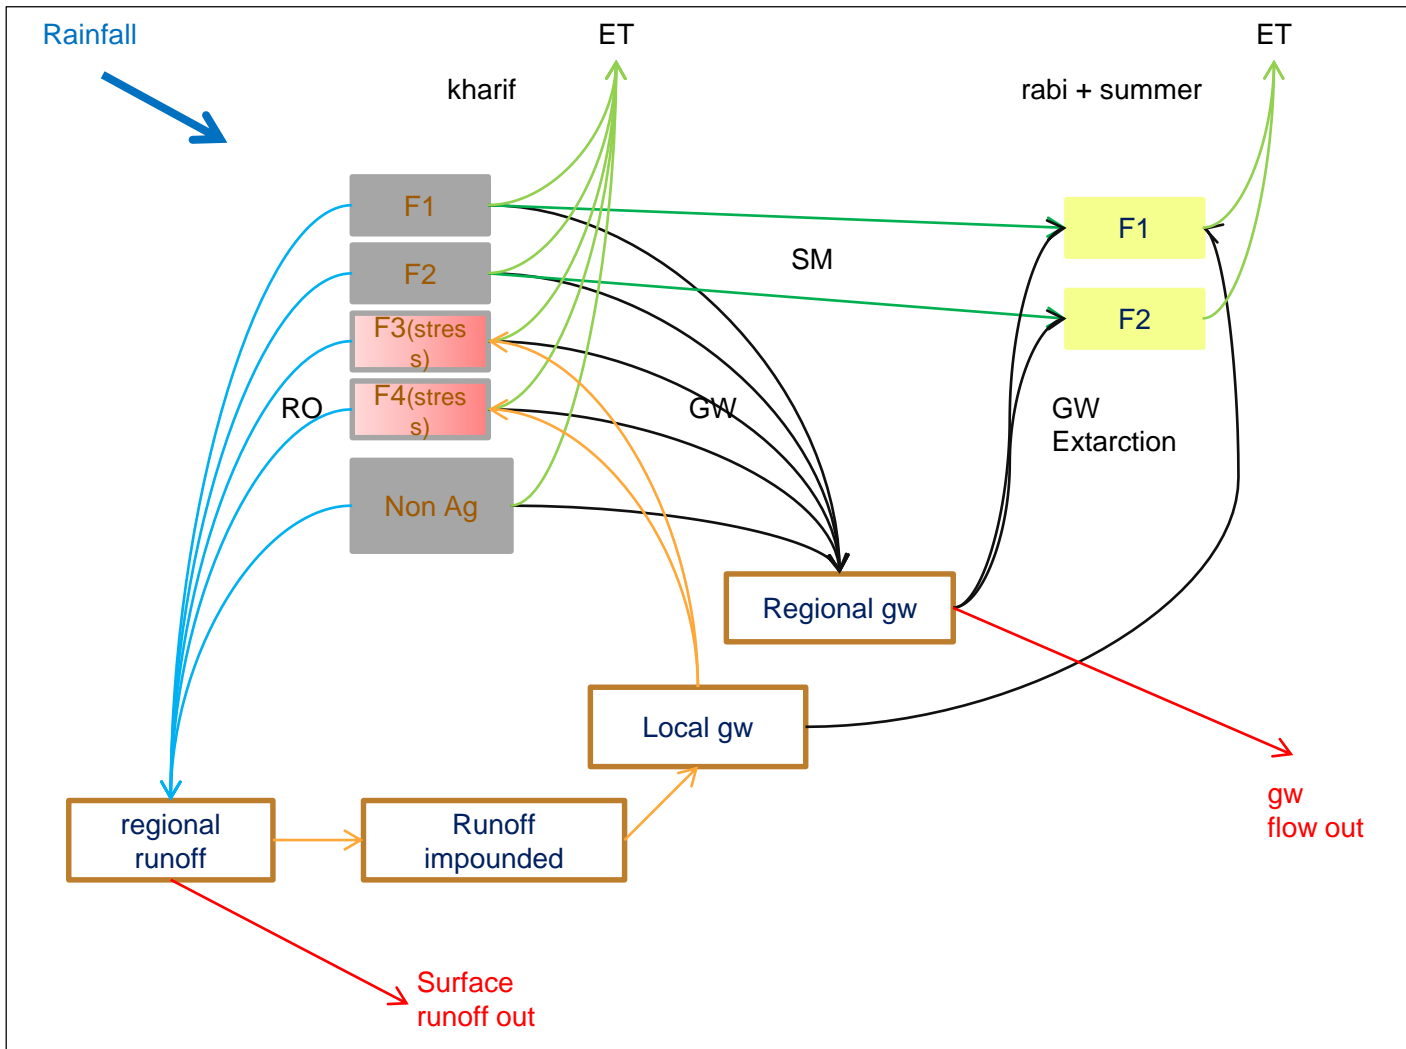 Rainfall
ET
ET
kharif
rabi + summer
F1
F2
F3(stres
s)
F4(stres
s)
Non Ag
RO
SM
GW
F1
F2
GW
Extarction
Regional gw
Local gw
regional
runoff
Runoff
impounded
gw
flow out
Surface
runoff out